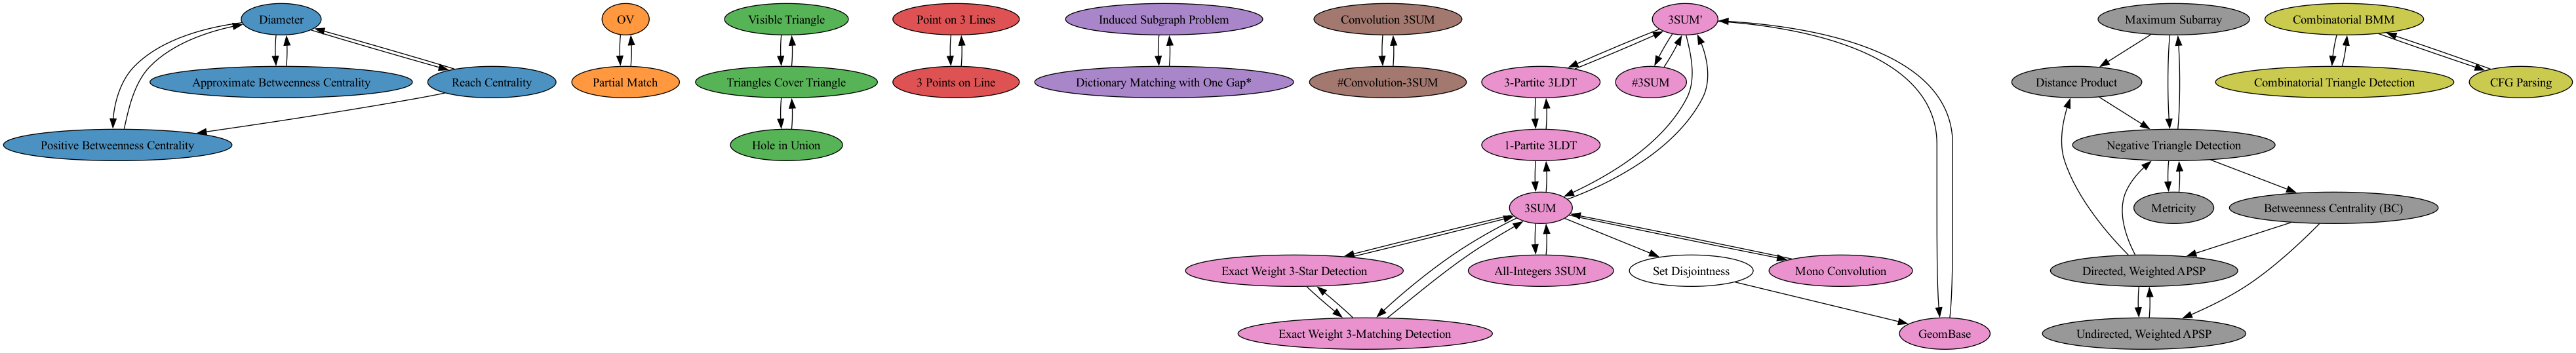 Diameter
OV
Visible Triangle
Point on 3 Lines
Induced Subgraph Problem
Convolution 3SUM
3SUM'
Maximum Subarray
Combinatorial BMM
Approximate Betweenness Centrality
Reach Centrality
Partial Match
Triangles Cover Triangle
3 Points on Line
Dictionary Matching with One Gap*
#Convolution-3SUM
3-Partite 3LDT
#3SUM
Distance Product
Combinatorial Triangle Detection
CFG Parsing
Positive Betweenness Centrality
Hole in Union
1-Partite 3LDT
Negative Triangle Detection
3SUM
Metricity
Betweenness Centrality (BC)
Exact Weight 3-Star Detection
All-Integers 3SUM
Set Disjointness
Mono Convolution
Directed, Weighted APSP
Exact Weight 3-Matching Detection
GeomBase
Undirected, Weighted APSP